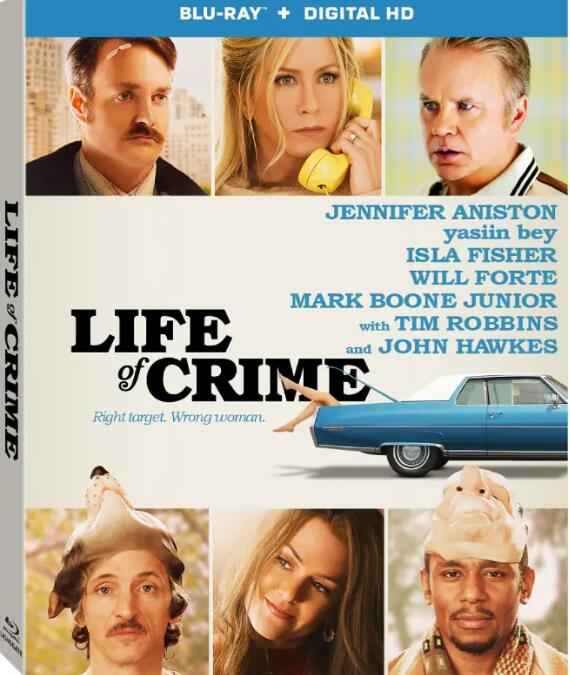 BLU-RAY™ + DIGITAL HD
JENNIFER ANISTON
yasiin bey
ISLA FISHER
WILL FORTE
MARK BOONE JUNIOR
with TIM ROBBINS
and JOHN HAWKES
LIFE
of CRIME
Right target. Wrong woman.
LIFE of CRIME
LIONSGATE